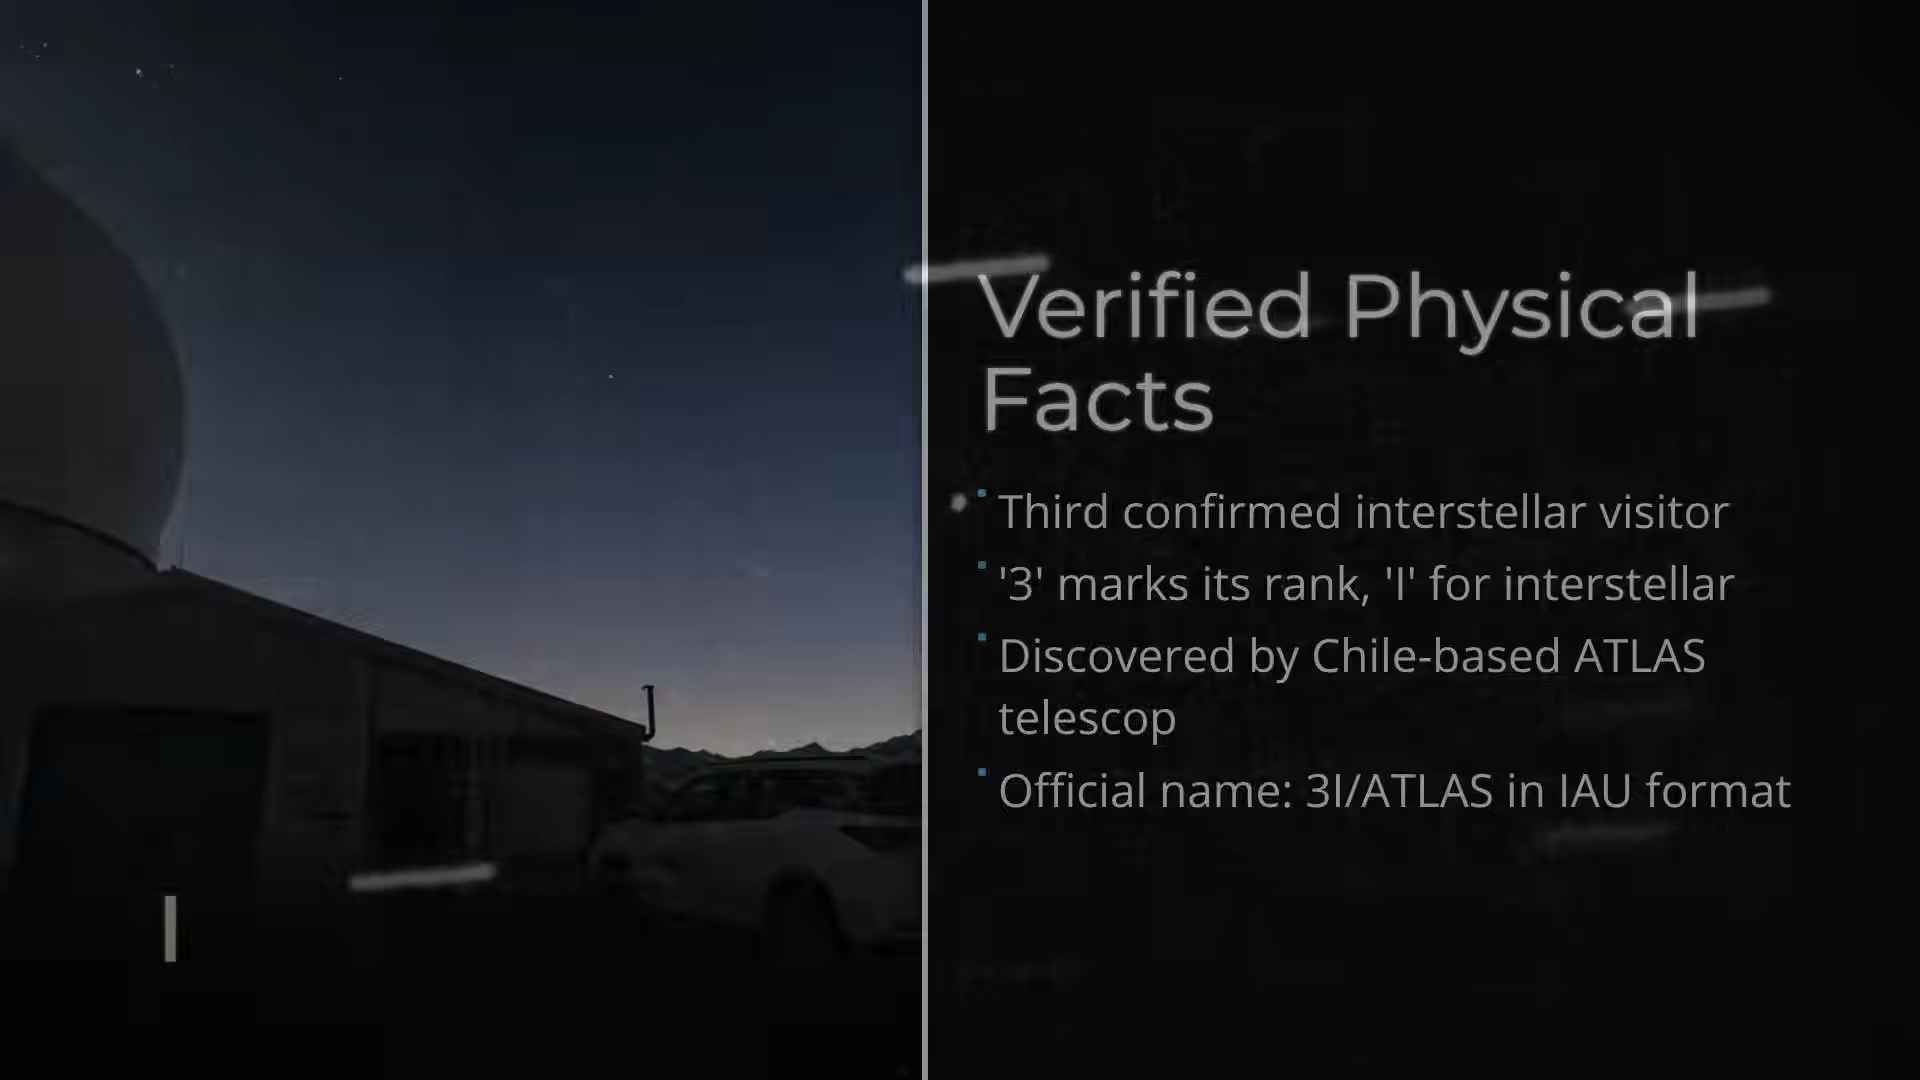 Verified Physical
Facts
Third confirmed interstellar visitor
'3' marks its rank, 'I' for interstellar
Discovered by Chile-based ATLAS
telescop
Official name: 3I/ATLAS in IAU format